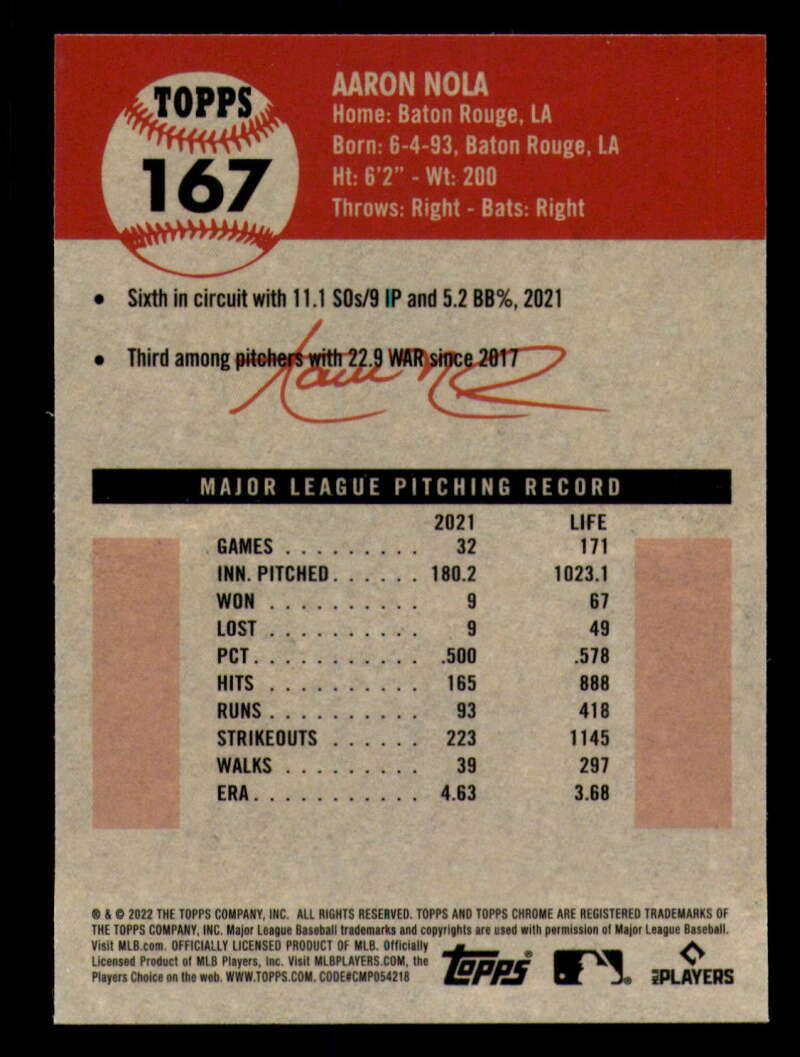 TOPPS
167
AARON NOLA
Home: Baton Rouge, LA
Born: 6-4-93, Baton Rouge, LA
Ht: 6'2" - Wt: 200
Throws: Right - Bats: Right
• Sixth in circuit with 11.1 SOs/9 IP and 5.2 BB%, 2021
• Third among pitchers with 22.9 WAR since 2017
MAJOR LEAGUE PITCHING RECORD
2021 LIFE
GAMES . . . . . . . . . 32 171
INN. PITCHED . . . . . . 180.2 1023.1
WON . . . . . . . . . . 9 67
LOST . . . . . . . . . . 9 49
PCT. . . . . . . . . . . .500 .578
HITS . . . . . . . . . . 165 888
RUNS . . . . . . . . . . 93 418
STRIKEOUTS . . . . . . 223 1145
WALKS . . . . . . . . . 39 297
ERA. . . . . . . . . . . 4.63 3.68
® & © 2022 THE TOPPS COMPANY, INC. ALL RIGHTS RESERVED. TOPPS AND TOPPS CHROME ARE REGISTERED TRADEMARKS OF
THE TOPPS COMPANY, INC. Major League Baseball trademarks and copyrights are used with permission of Major League Baseball.
Visit MLB.com. OFFICIALLY LICENSED PRODUCT OF MLB. Officially
Licensed Product of MLB Players, Inc. Visit MLBPLAYERS.COM, the
Players Choice on the web. WWW.TOPPS.COM. CODE#CMP054218
TOPPS®
MLB PLAYERS